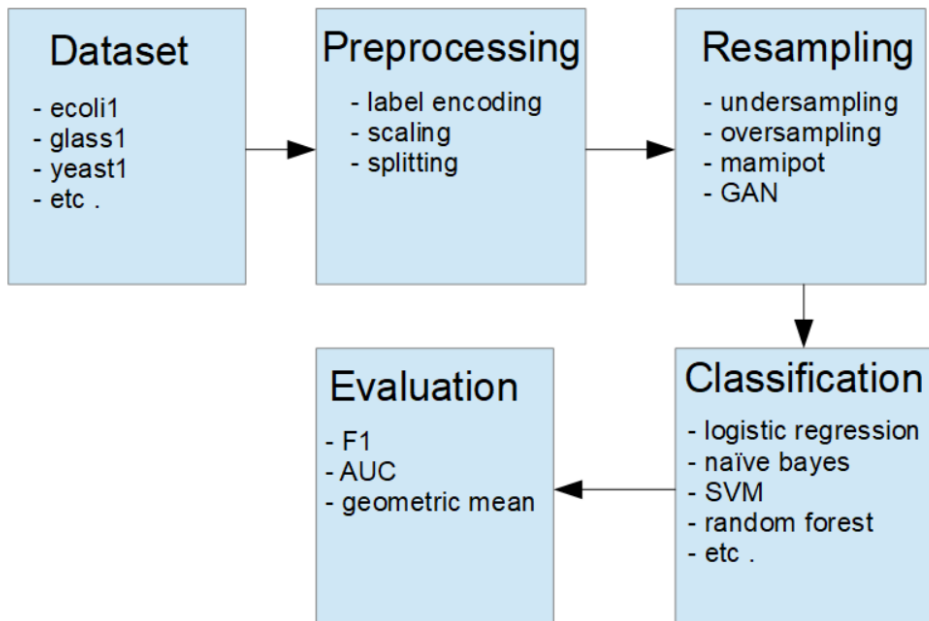 Dataset
- ecoli1
- glass1
- yeast1
- etc .
Preprocessing
- label encoding
- scaling
- splitting
Resampling
- undersampling
- oversampling
- mamipot
- GAN
Classification
- logistic regression
- naïve bayes
- SVM
- random forest
- etc .
Evaluation
- F1
- AUC
- geometric mean